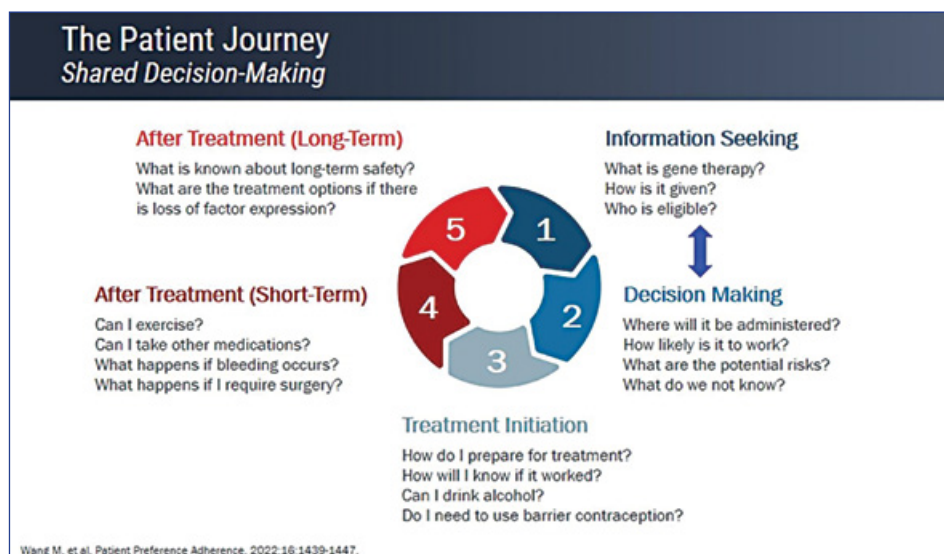 The Patient Journey
Shared Decision-Making
After Treatment (Long-Term)
What is known about long-term safety?
What are the treatment options if there
is loss of factor expression?
Information Seeking
What is gene therapy?
How is it given?
Who is eligible?
5
1
After Treatment (Short-Term)
Can I exercise?
Can I take other medications?
What happens if bleeding occurs?
What happens if I require surgery?
4
2
3
Decision Making
Where will it be administered?
How likely is it to work?
What are the potential risks?
What do we not know?
Treatment Initiation
How do I prepare for treatment?
How will I know if it worked?
Can I drink alcohol?
Do I need to use barrier contraception?
Wang M, et al. Patient Preference Adherence. 2022;16:1439-1447.